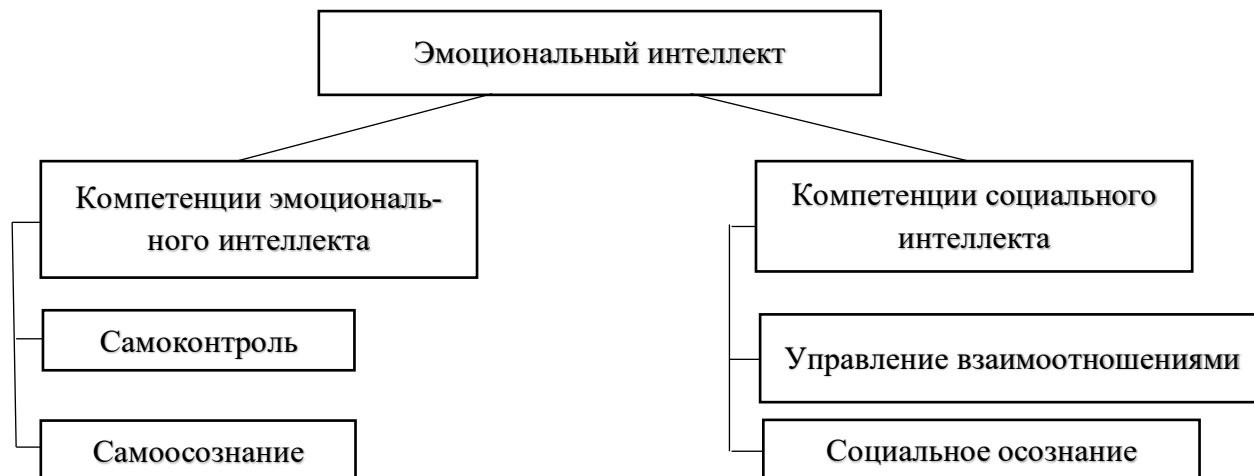 Эмоциональный интеллект
Компетенции эмоциональ-
ного интеллекта
Самоконтроль
Самоосознание
Компетенции социального
интеллекта
Управление взаимоотношениями
Социальное осознание